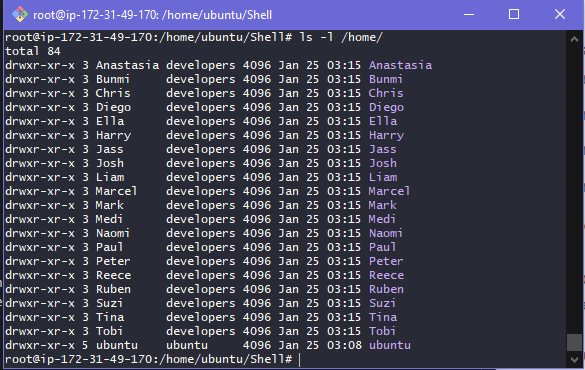 root@ip-172-31-49-170: /home/ubuntu/Shell
root@ip-172-31-49-170:/home/ubuntu/Shell# ls -l /home/
total 84
drwxr-xr-x 3 Anastasia developers 4096 Jan 25 03:15 Anastasia
drwxr-xr-x 3 Bunmi     developers 4096 Jan 25 03:15 Bunmi
drwxr-xr-x 3 Chris     developers 4096 Jan 25 03:15 Chris
drwxr-xr-x 3 Diego     developers 4096 Jan 25 03:15 Diego
drwxr-xr-x 3 Ella      developers 4096 Jan 25 03:15 Ella
drwxr-xr-x 3 Harry     developers 4096 Jan 25 03:15 Harry
drwxr-xr-x 3 Jass      developers 4096 Jan 25 03:15 Jass
drwxr-xr-x 3 Josh      developers 4096 Jan 25 03:15 Josh
drwxr-xr-x 3 Liam      developers 4096 Jan 25 03:15 Liam
drwxr-xr-x 3 Marcel    developers 4096 Jan 25 03:15 Marcel
drwxr-xr-x 3 Mark      developers 4096 Jan 25 03:15 Mark
drwxr-xr-x 3 Medi      developers 4096 Jan 25 03:15 Medi
drwxr-xr-x 3 Naomi     developers 4096 Jan 25 03:15 Naomi
drwxr-xr-x 3 Paul      developers 4096 Jan 25 03:15 Paul
drwxr-xr-x 3 Peter     developers 4096 Jan 25 03:15 Peter
drwxr-xr-x 3 Reece     developers 4096 Jan 25 03:15 Reece
drwxr-xr-x 3 Ruben     developers 4096 Jan 25 03:15 Ruben
drwxr-xr-x 3 Suzi      developers 4096 Jan 25 03:15 Suzi
drwxr-xr-x 3 Tina      developers 4096 Jan 25 03:15 Tina
drwxr-xr-x 3 Tobi      developers 4096 Jan 25 03:15 Tobi
drwxr-xr-x 5 ubuntu    ubuntu     4096 Jan 25 03:08 ubuntu
root@ip-172-31-49-170:/home/ubuntu/Shell#